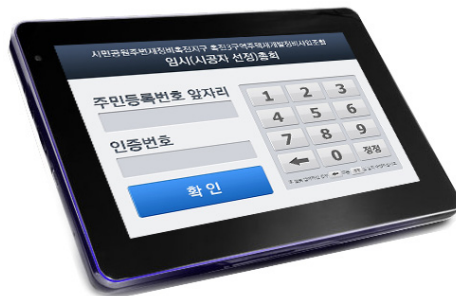 시민공원주변재정비촉진지구 촉진3구역주택재개발정비사업조합
임시(시공자 선정)총회
주민등록번호 앞자리
인증번호
확인
1 2 3
4 5 6
7 8 9
← 0 정정